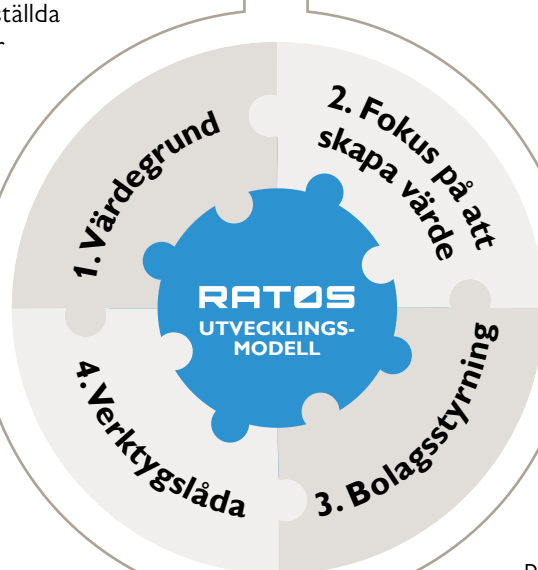 ställda
1. Värdegrund
2. Fokus på att
skapa värde
RATOS
UTVECKLINGS-
MODELL
4. Verktygslåda
3. Bolagsstyrning